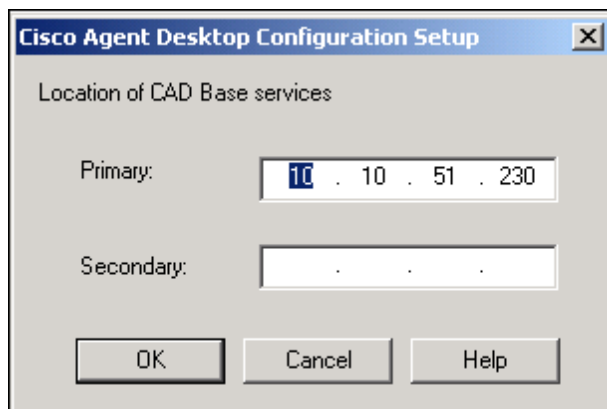 Cisco Agent Desktop Configuration Setup
Location of CAD Base services
Primary: 10 . 10 . 51 . 230
Secondary: . . .
OK Cancel Help